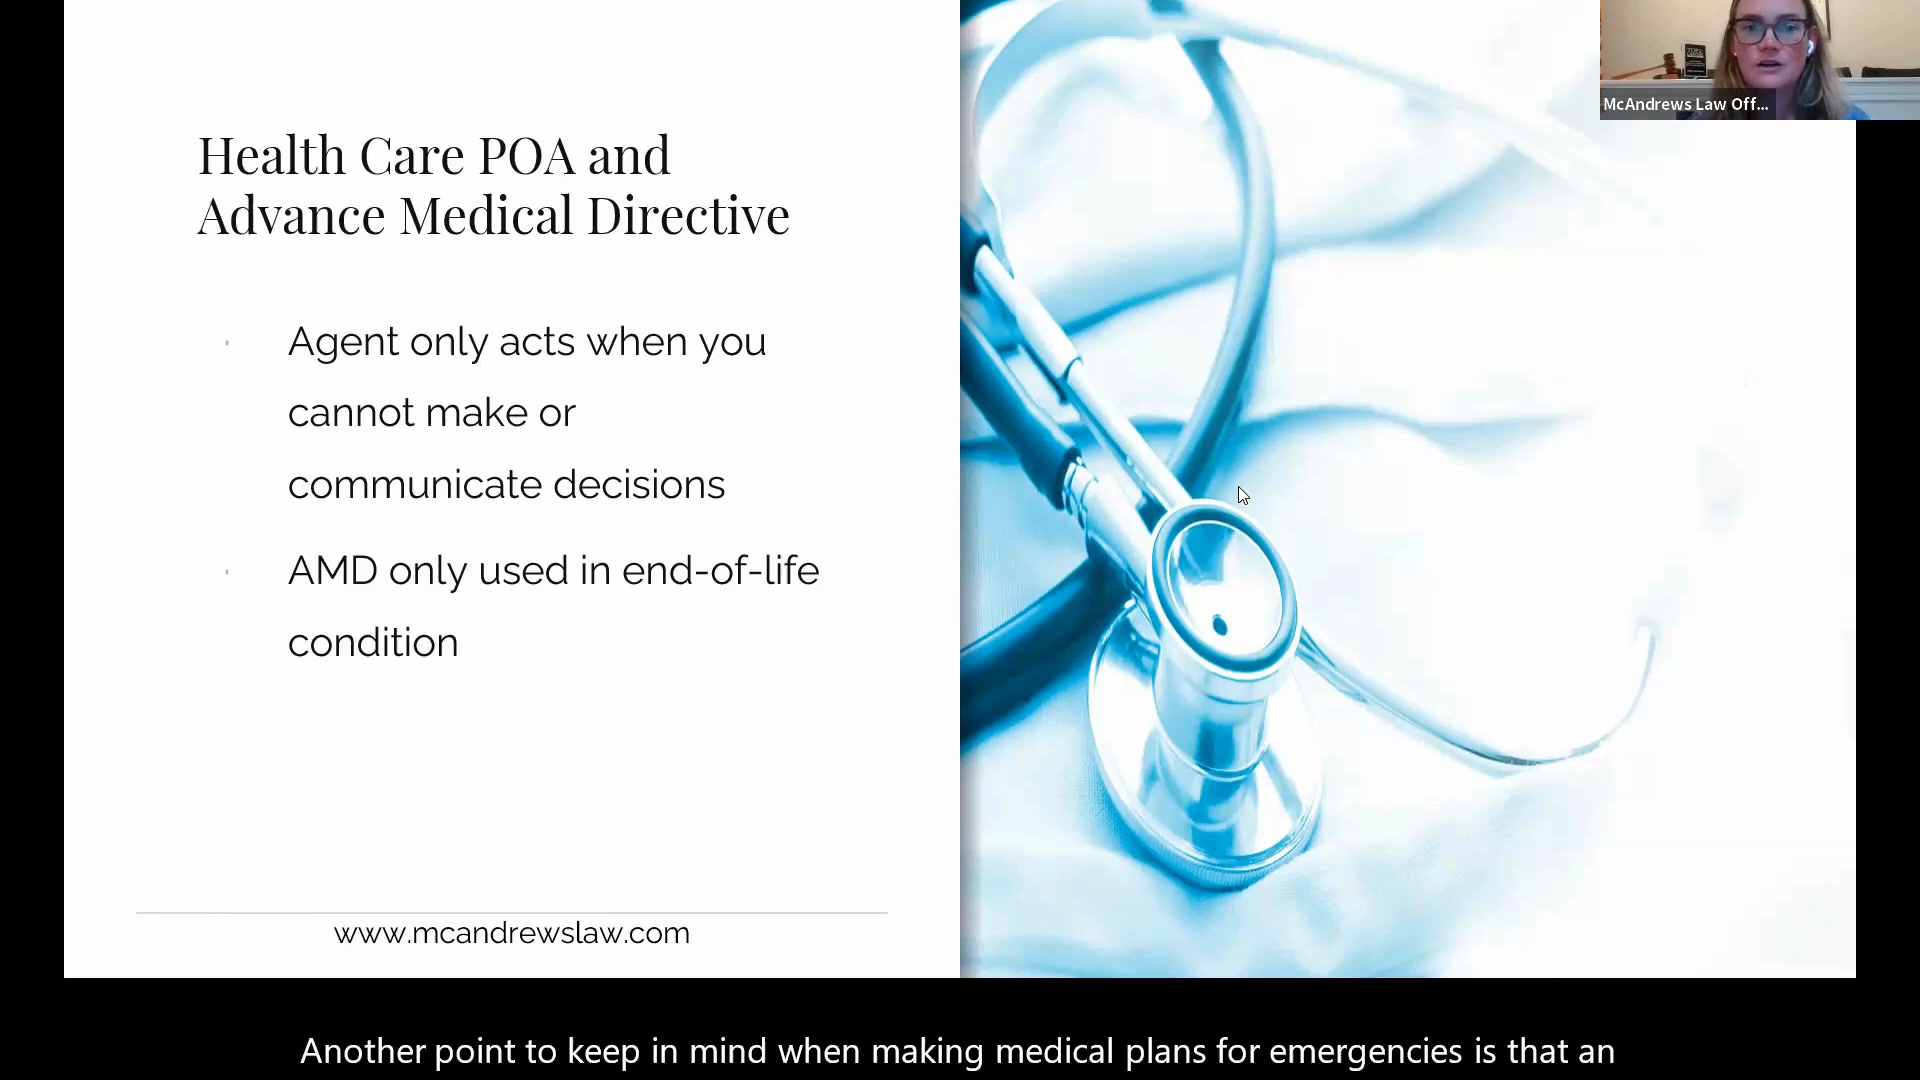 McAndrews Law Off...
Health Care POA and
Advance Medical Directive
· Agent only acts when you
cannot make or
communicate decisions
· AMD only used in end-of-life
condition
www.mcandrewslaw.com
Another point to keep in mind when making medical plans for emergencies is that an